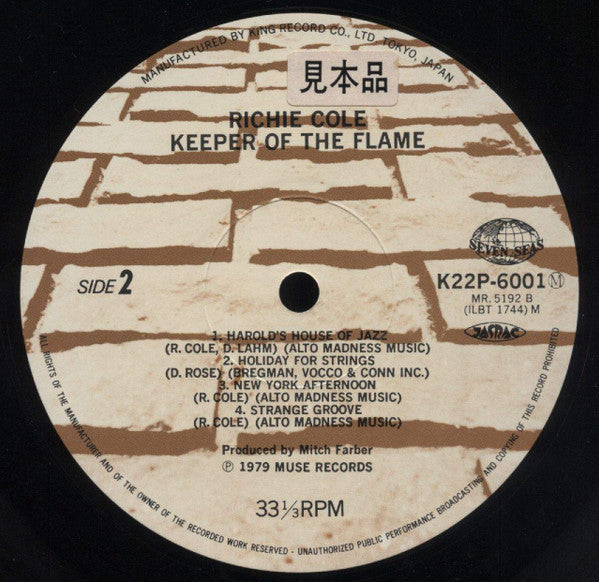 MANUFACTURED BY KING RECORD CO., LTD. TOKYO, JAPAN
見本品
RICHIE COLE
KEEPER OF THE FLAME
SEVEN SEAS
SIDE 2
K22P-6001 Ⓜ
MR. 5192 B
(ILBT 1744) M
JASRAC
1. HAROLD'S HOUSE OF JAZZ
(R. COLE, D. LAHM) (ALTO MADNESS MUSIC)
2. HOLIDAY FOR STRINGS
(D. ROSE) (BREGMAN, VOCCO & CONN INC.)
3. NEW YORK AFTERNOON
(R. COLE) (ALTO MADNESS MUSIC)
4. STRANGE GROOVE
(R. COLE) (ALTO MADNESS MUSIC)
Produced by Mitch Farber
℗ 1979 MUSE RECORDS
33 1/3 RPM
ALL RIGHTS OF THE MANUFACTURER AND OF THE OWNER OF THE RECORDED WORK RESERVED · UNAUTHORIZED PUBLIC PERFORMANCE BROADCASTING AND COPYING OF THIS RECORD PROHIBITED